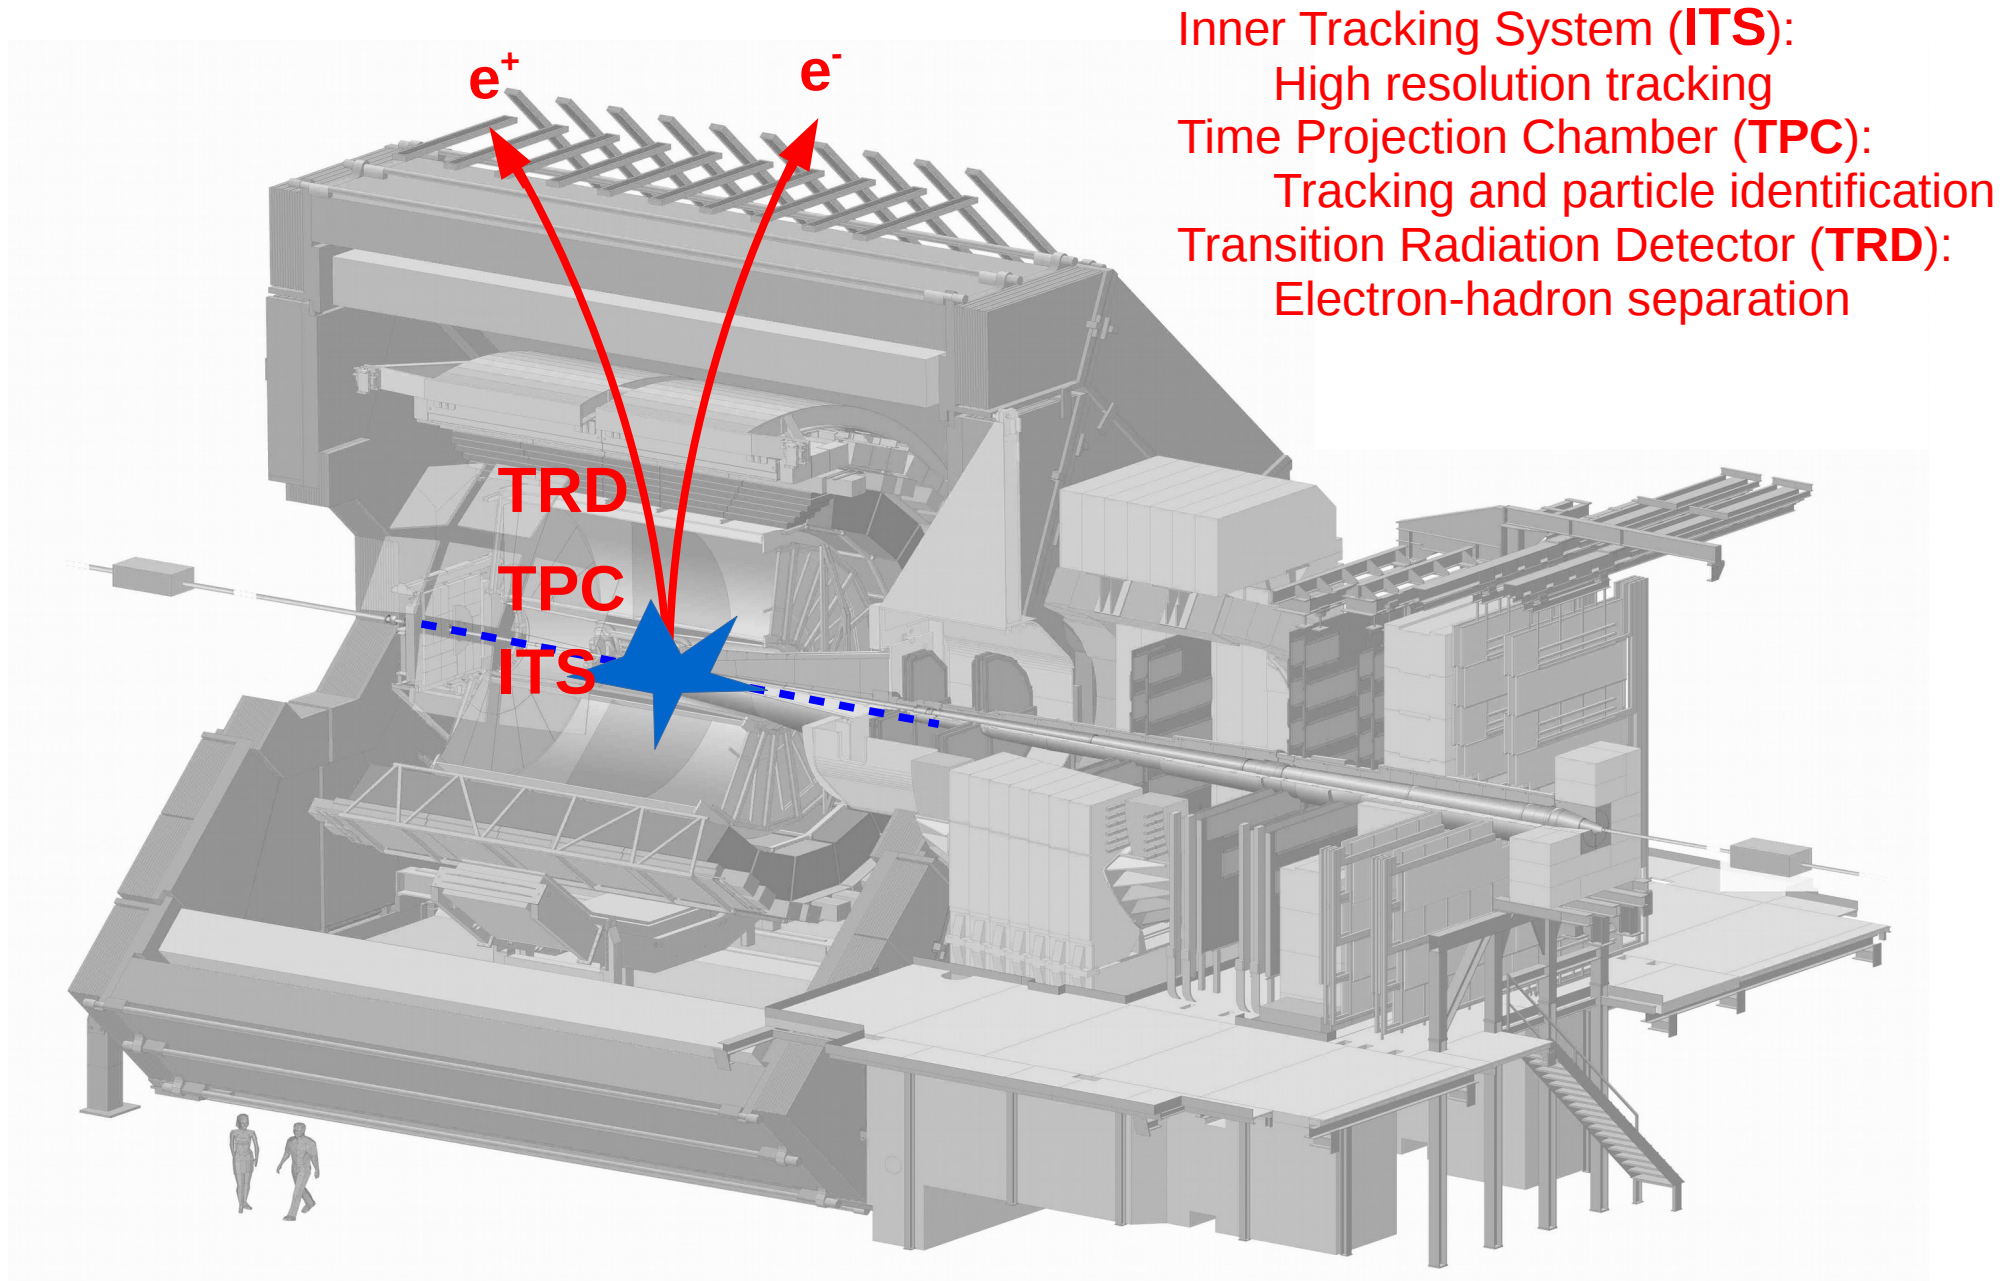 Inner Tracking System (ITS):
High resolution tracking
Time Projection Chamber (TPC):
Tracking and particle identification
Transition Radiation Detector (TRD):
Electron-hadron separation
e+
e-
TRD
TPC
ITS